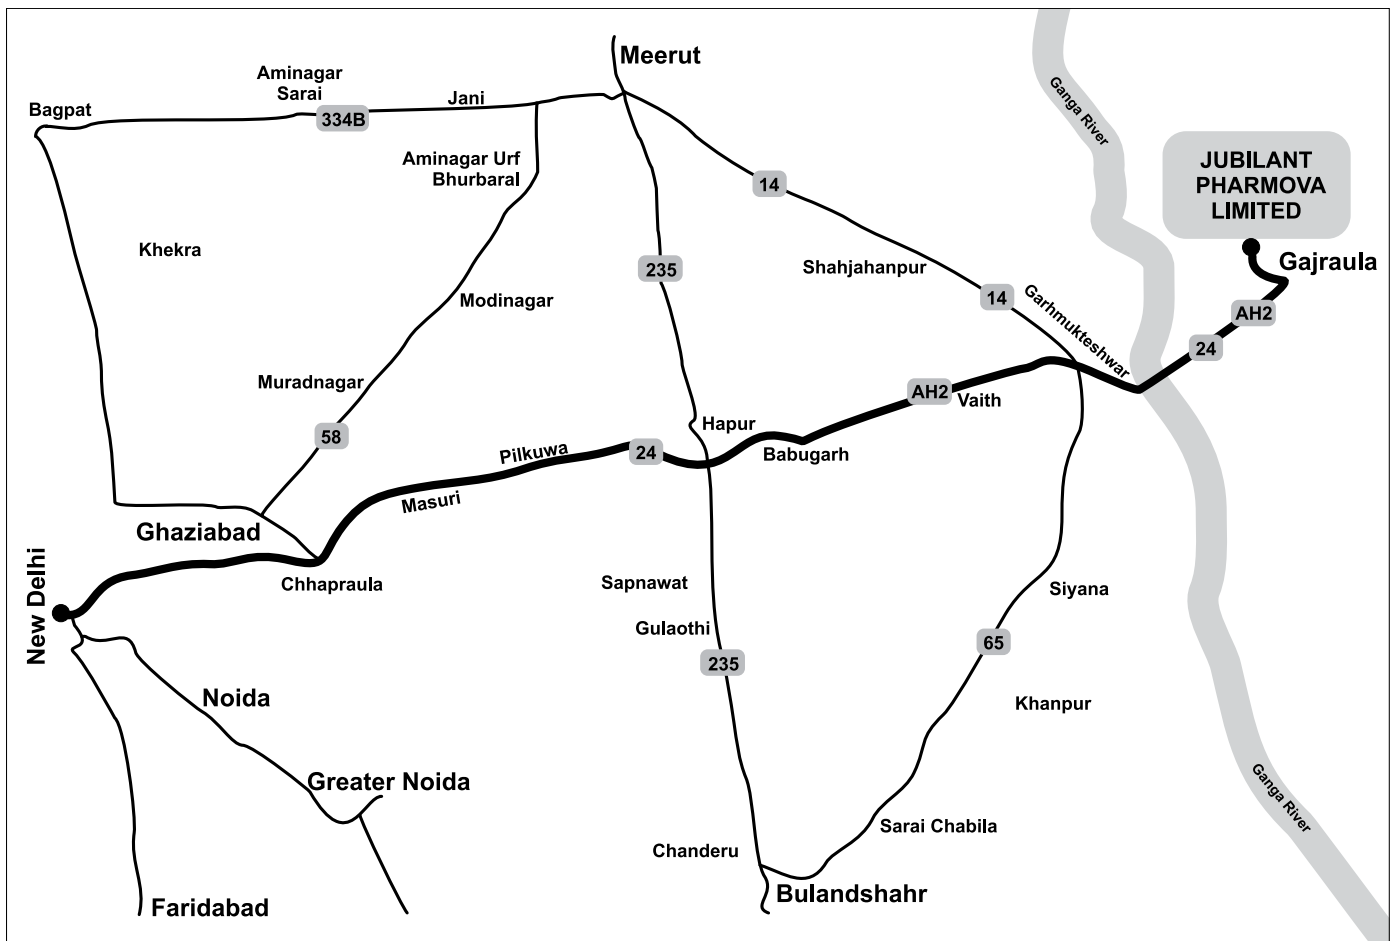 Meerut
Aminagar
Sarai
Jani
Bagpat
334B
Ganga River
Aminagar Urf
Bhurbaral
14
JUBILANT
PHARMOVA
LIMITED
Khekra
235
Shahjahanpur
Gajraula
Modinagar
14
Garhmukteshwar
AH2
24
Muradnagar
AH2
Vaith
58
Hapur
Pilkuwa
24
Babugarh
Masuri
Ghaziabad
New Delhi
Chhapraula
Sapnawat
Siyana
Gulaothi
65
235
Noida
Khanpur
Greater Noida
Ganga River
Sarai Chabila
Chanderu
Bulandshahr
Faridabad